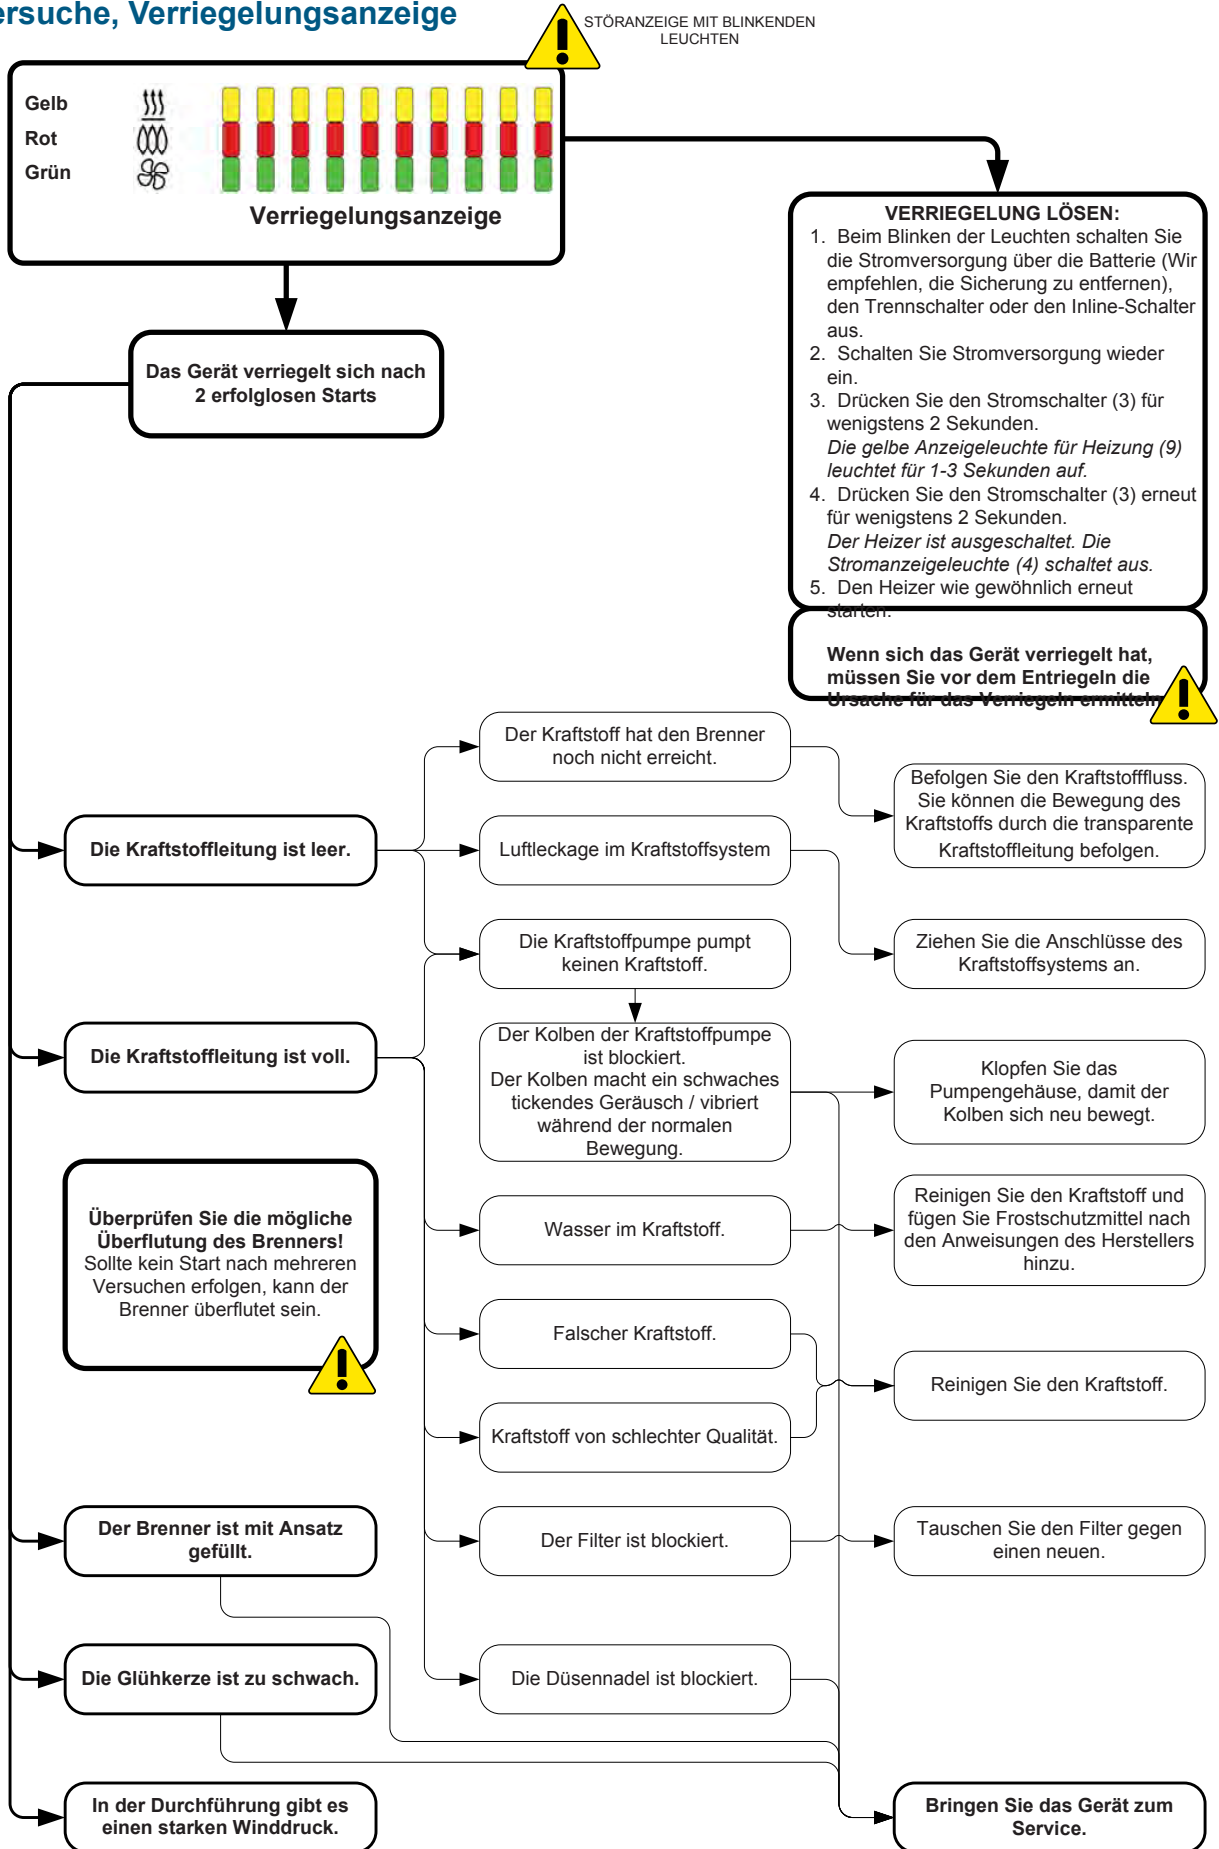 ersuche, Verriegelungsanzeige
STÖRANZEIGE MIT BLINKENDEN
LEUCHTEN
Gelb
Rot
Grün
Verriegelungsanzeige
VERRIEGELUNG LÖSEN:
1. Beim Blinken der Leuchten schalten Sie
die Stromversorgung über die Batterie (Wir
empfehlen, die Sicherung zu entfernen),
den Trennschalter oder den Inline-Schalter
aus.
2. Schalten Sie Stromversorgung wieder
ein.
3. Drücken Sie den Stromschalter (3) für
wenigstens 2 Sekunden.
Die gelbe Anzeigeleuchte für Heizung (9)
leuchtet für 1-3 Sekunden auf.
4. Drücken Sie den Stromschalter (3) erneut
für wenigstens 2 Sekunden.
Der Heizer ist ausgeschaltet. Die
Stromanzeigeleuchte (4) schaltet aus.
5. Den Heizer wie gewöhnlich erneut
starten.
Wenn sich das Gerät verriegelt hat,
müssen Sie vor dem Entriegeln die
Ursache für das Verriegeln ermitteln
Das Gerät verriegelt sich nach
2 erfolglosen Starts
Der Kraftstoff hat den Brenner
noch nicht erreicht.
Befolgen Sie den Kraftstofffluss.
Sie können die Bewegung des
Kraftstoffs durch die transparente
Kraftstoffleitung befolgen.
Die Kraftstoffleitung ist leer.
Luftleckage im Kraftstoffsystem
Die Kraftstoffpumpe pumpt
keinen Kraftstoff.
Ziehen Sie die Anschlüsse des
Kraftstoffsystems an.
Die Kraftstoffleitung ist voll.
Der Kolben der Kraftstoffpumpe
ist blockiert.
Der Kolben macht ein schwaches
tickendes Geräusch / vibriert
während der normalen
Bewegung.
Klopfen Sie das
Pumpengehäuse, damit der
Kolben sich neu bewegt.
Überprüfen Sie die mögliche
Überflutung des Brenners!
Sollte kein Start nach mehreren
Versuchen erfolgen, kann der
Brenner überflutet sein.
Wasser im Kraftstoff.
Reinigen Sie den Kraftstoff und
fügen Sie Frostschutzmittel nach
den Anweisungen des Herstellers
hinzu.
Falscher Kraftstoff.
Reinigen Sie den Kraftstoff.
Kraftstoff von schlechter Qualität.
Der Brenner ist mit Ansatz
gefüllt.
Der Filter ist blockiert.
Tauschen Sie den Filter gegen
einen neuen.
Die Glühkerze ist zu schwach.
Die Düsennadel ist blockiert.
In der Durchführung gibt es
einen starken Winddruck.
Bringen Sie das Gerät zum
Service.